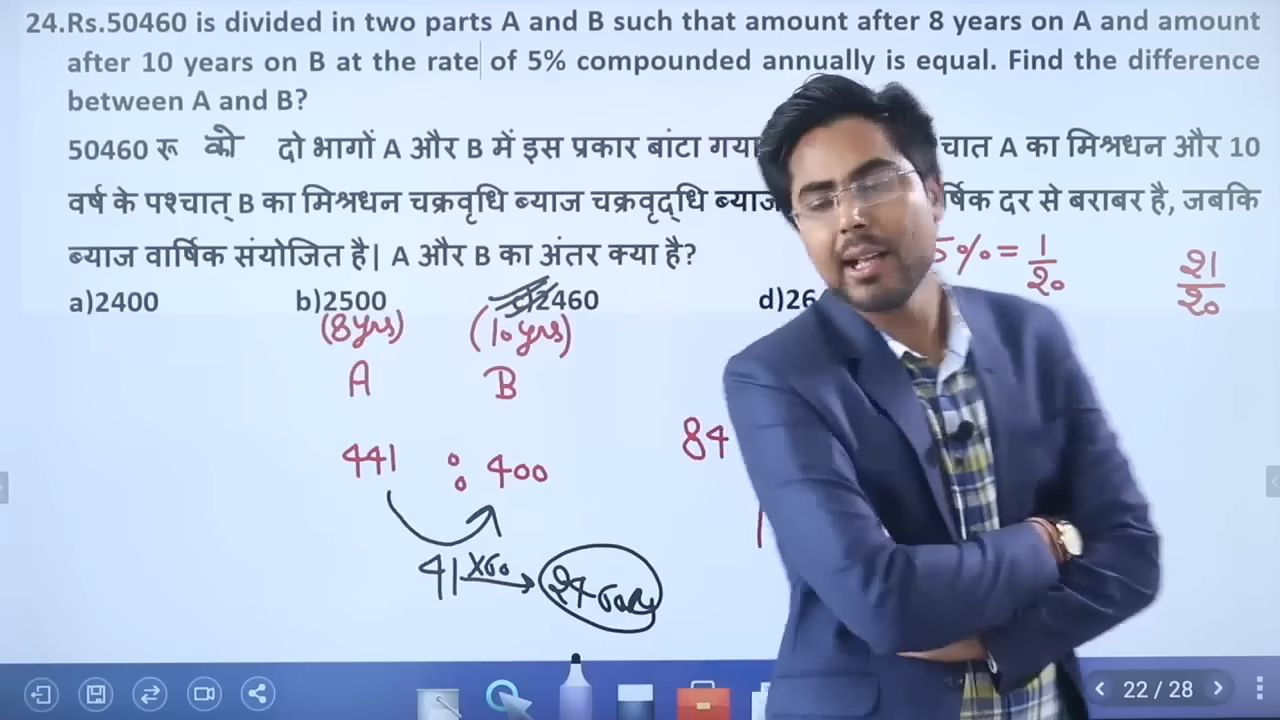 24.Rs.50460 is divided in two parts A and B such that amount after 8 years on A and amount
after 10 years on B at the rate of 5% compounded annually is equal. Find the difference
between A and B?
50460 रू को दो भागों A और B में इस प्रकार बांटा गया चात A का मिश्रधन और 10
वर्ष के पश्चात् B का मिश्रधन चक्रवृधि ब्याज चक्रवृद्धि ब्याज र्षिक दर से बराबर है, जबकि
ब्याज वार्षिक संयोजित है| A और B का अंतर क्या है?
5% = 1/20 21/20
a)2400 b)2500 c)2460 d)26
(8yrs) (10yrs)
A B
441 : 400
84
41 ×60
22 / 28